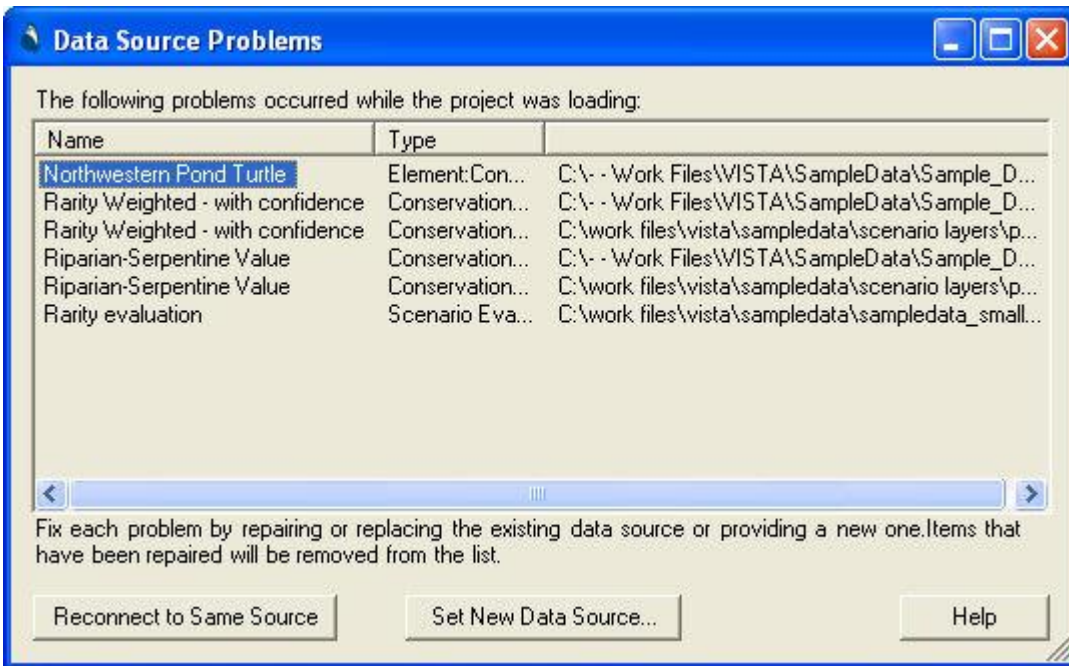 Data Source Problems
The following problems occurred while the project was loading:
Name Type
Northwestern Pond Turtle Element:Con... C:\- - Work Files\VISTA\SampleData\Sample_D...
Rarity Weighted - with confidence Conservation... C:\- - Work Files\VISTA\SampleData\Sample_D...
Rarity Weighted - with confidence Conservation... C:\work files\vista\sampledata\scenario layers\p...
Riparian-Serpentine Value Conservation... C:\- - Work Files\VISTA\SampleData\Sample_D...
Riparian-Serpentine Value Conservation... C:\work files\vista\sampledata\scenario layers\p...
Rarity evaluation Scenario Eva... C:\work files\vista\sampledata\sampledata_small...
Fix each problem by repairing or replacing the existing data source or providing a new one.Items that
have been repaired will be removed from the list.
Reconnect to Same Source Set New Data Source... Help